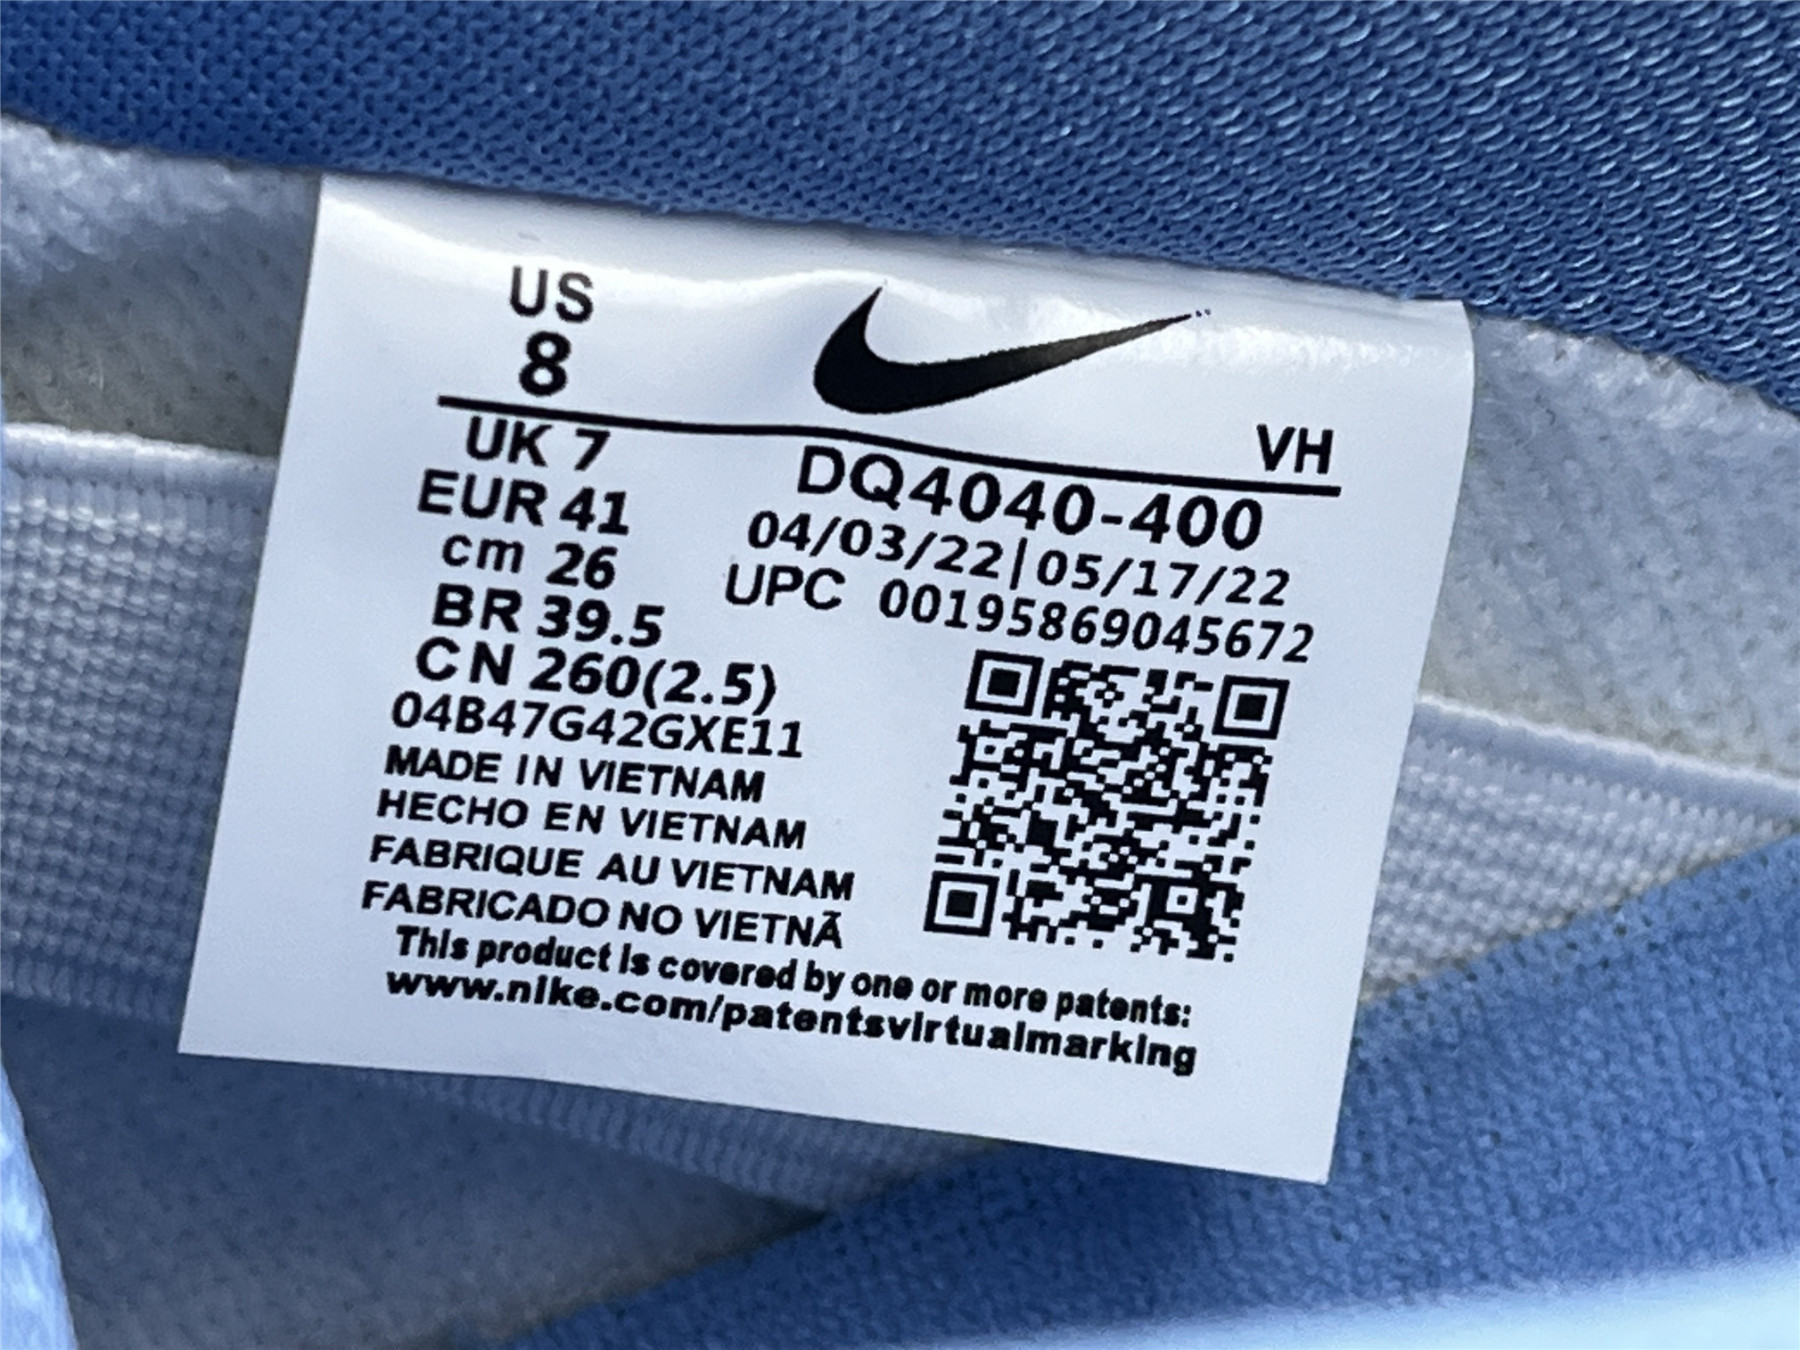 US
8
VH
UK 7
DQ4040-400
EUR 41
04/03/22|05/17/22
cm 26
UPC 00195869045672
BR 39.5
CN 260(2.5)
04B47G42GXE11
MADE IN VIETNAM
HECHO EN VIETNAM
FABRIQUE AU VIETNAM
FABRICADO NO VIETNÃ
This product is covered by one or more patents:
www.nike.com/patentsvirtualmarking